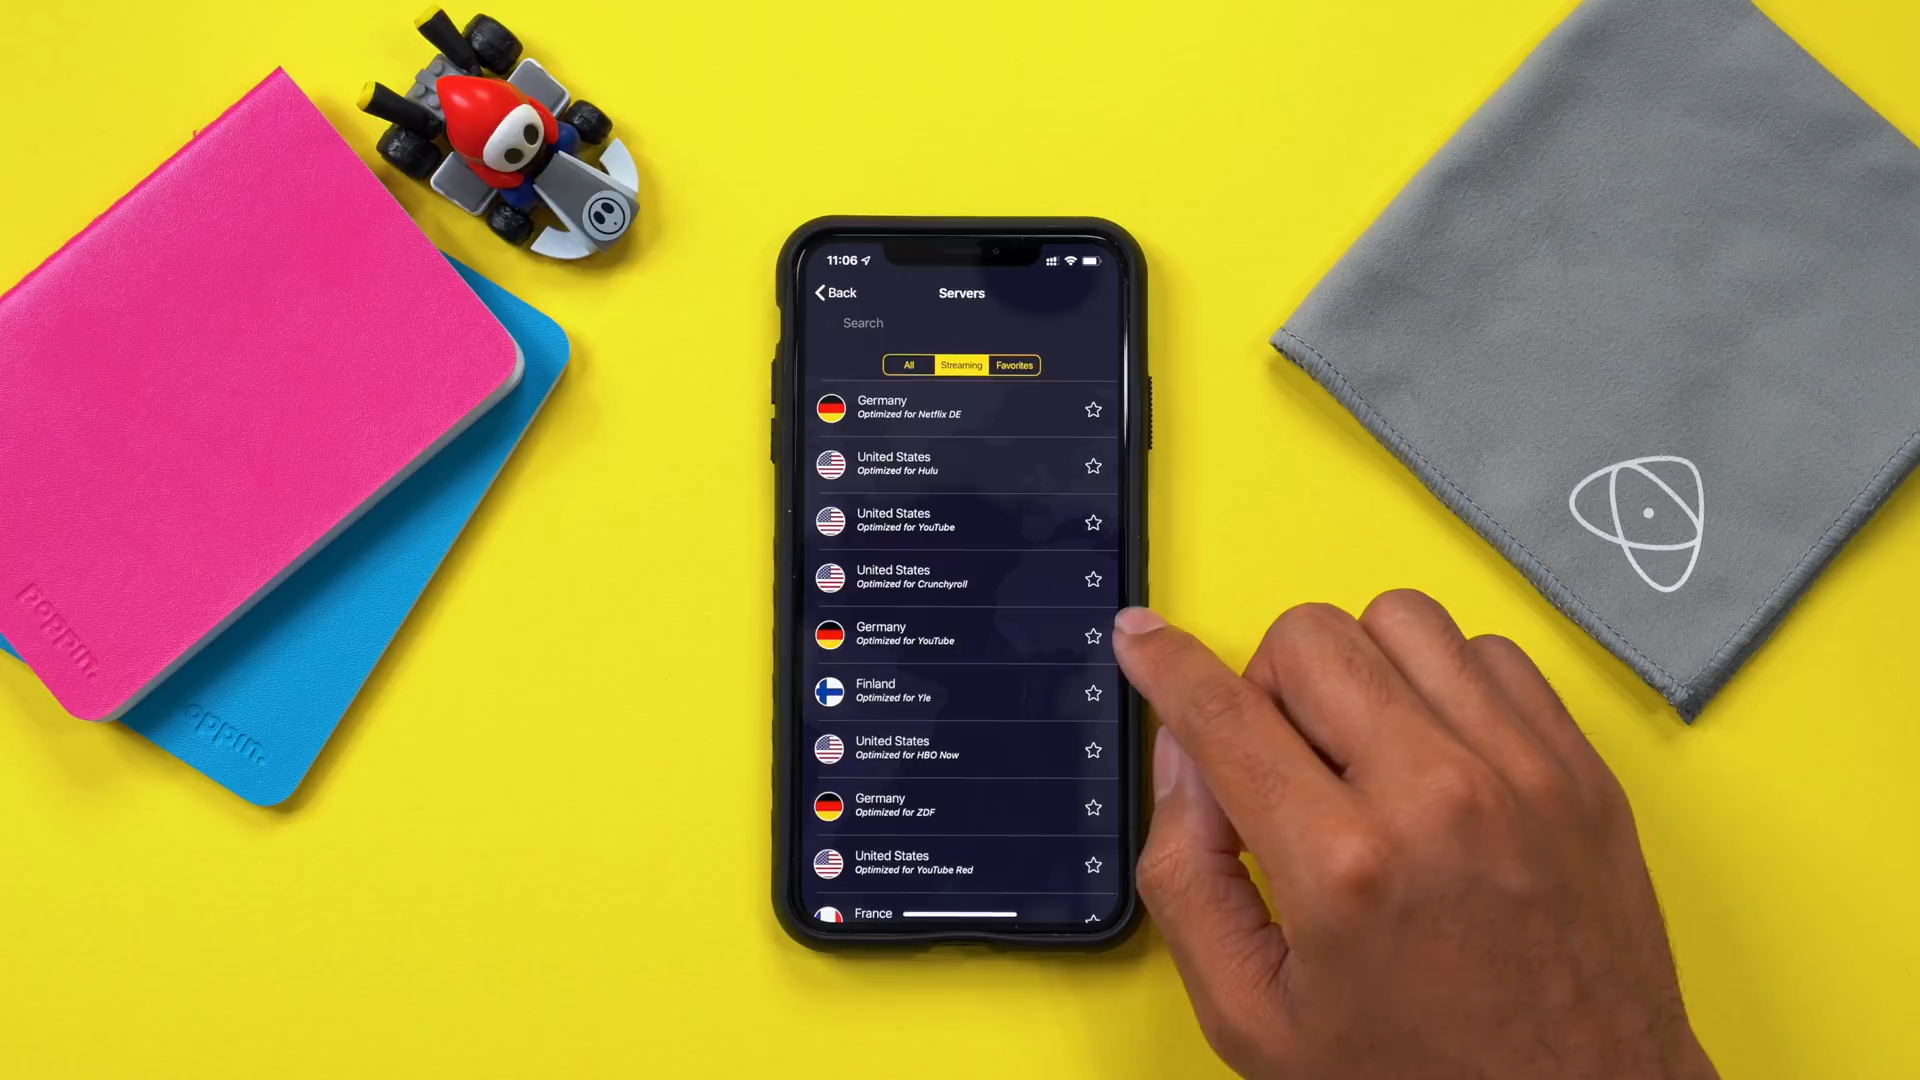 11:06
Back
Servers
Search
All
Streaming
Favorites
Germany
Optimized for Netflix DE
United States
Optimized for Hulu
United States
Optimized for YouTube
United States
Optimized for Crunchyroll
Germany
Optimized for YouTube
Finland
Optimized for Yle
United States
Optimized for HBO Now
Germany
Optimized for ZDF
United States
Optimized for YouTube Red
France
poppin.
poppin.